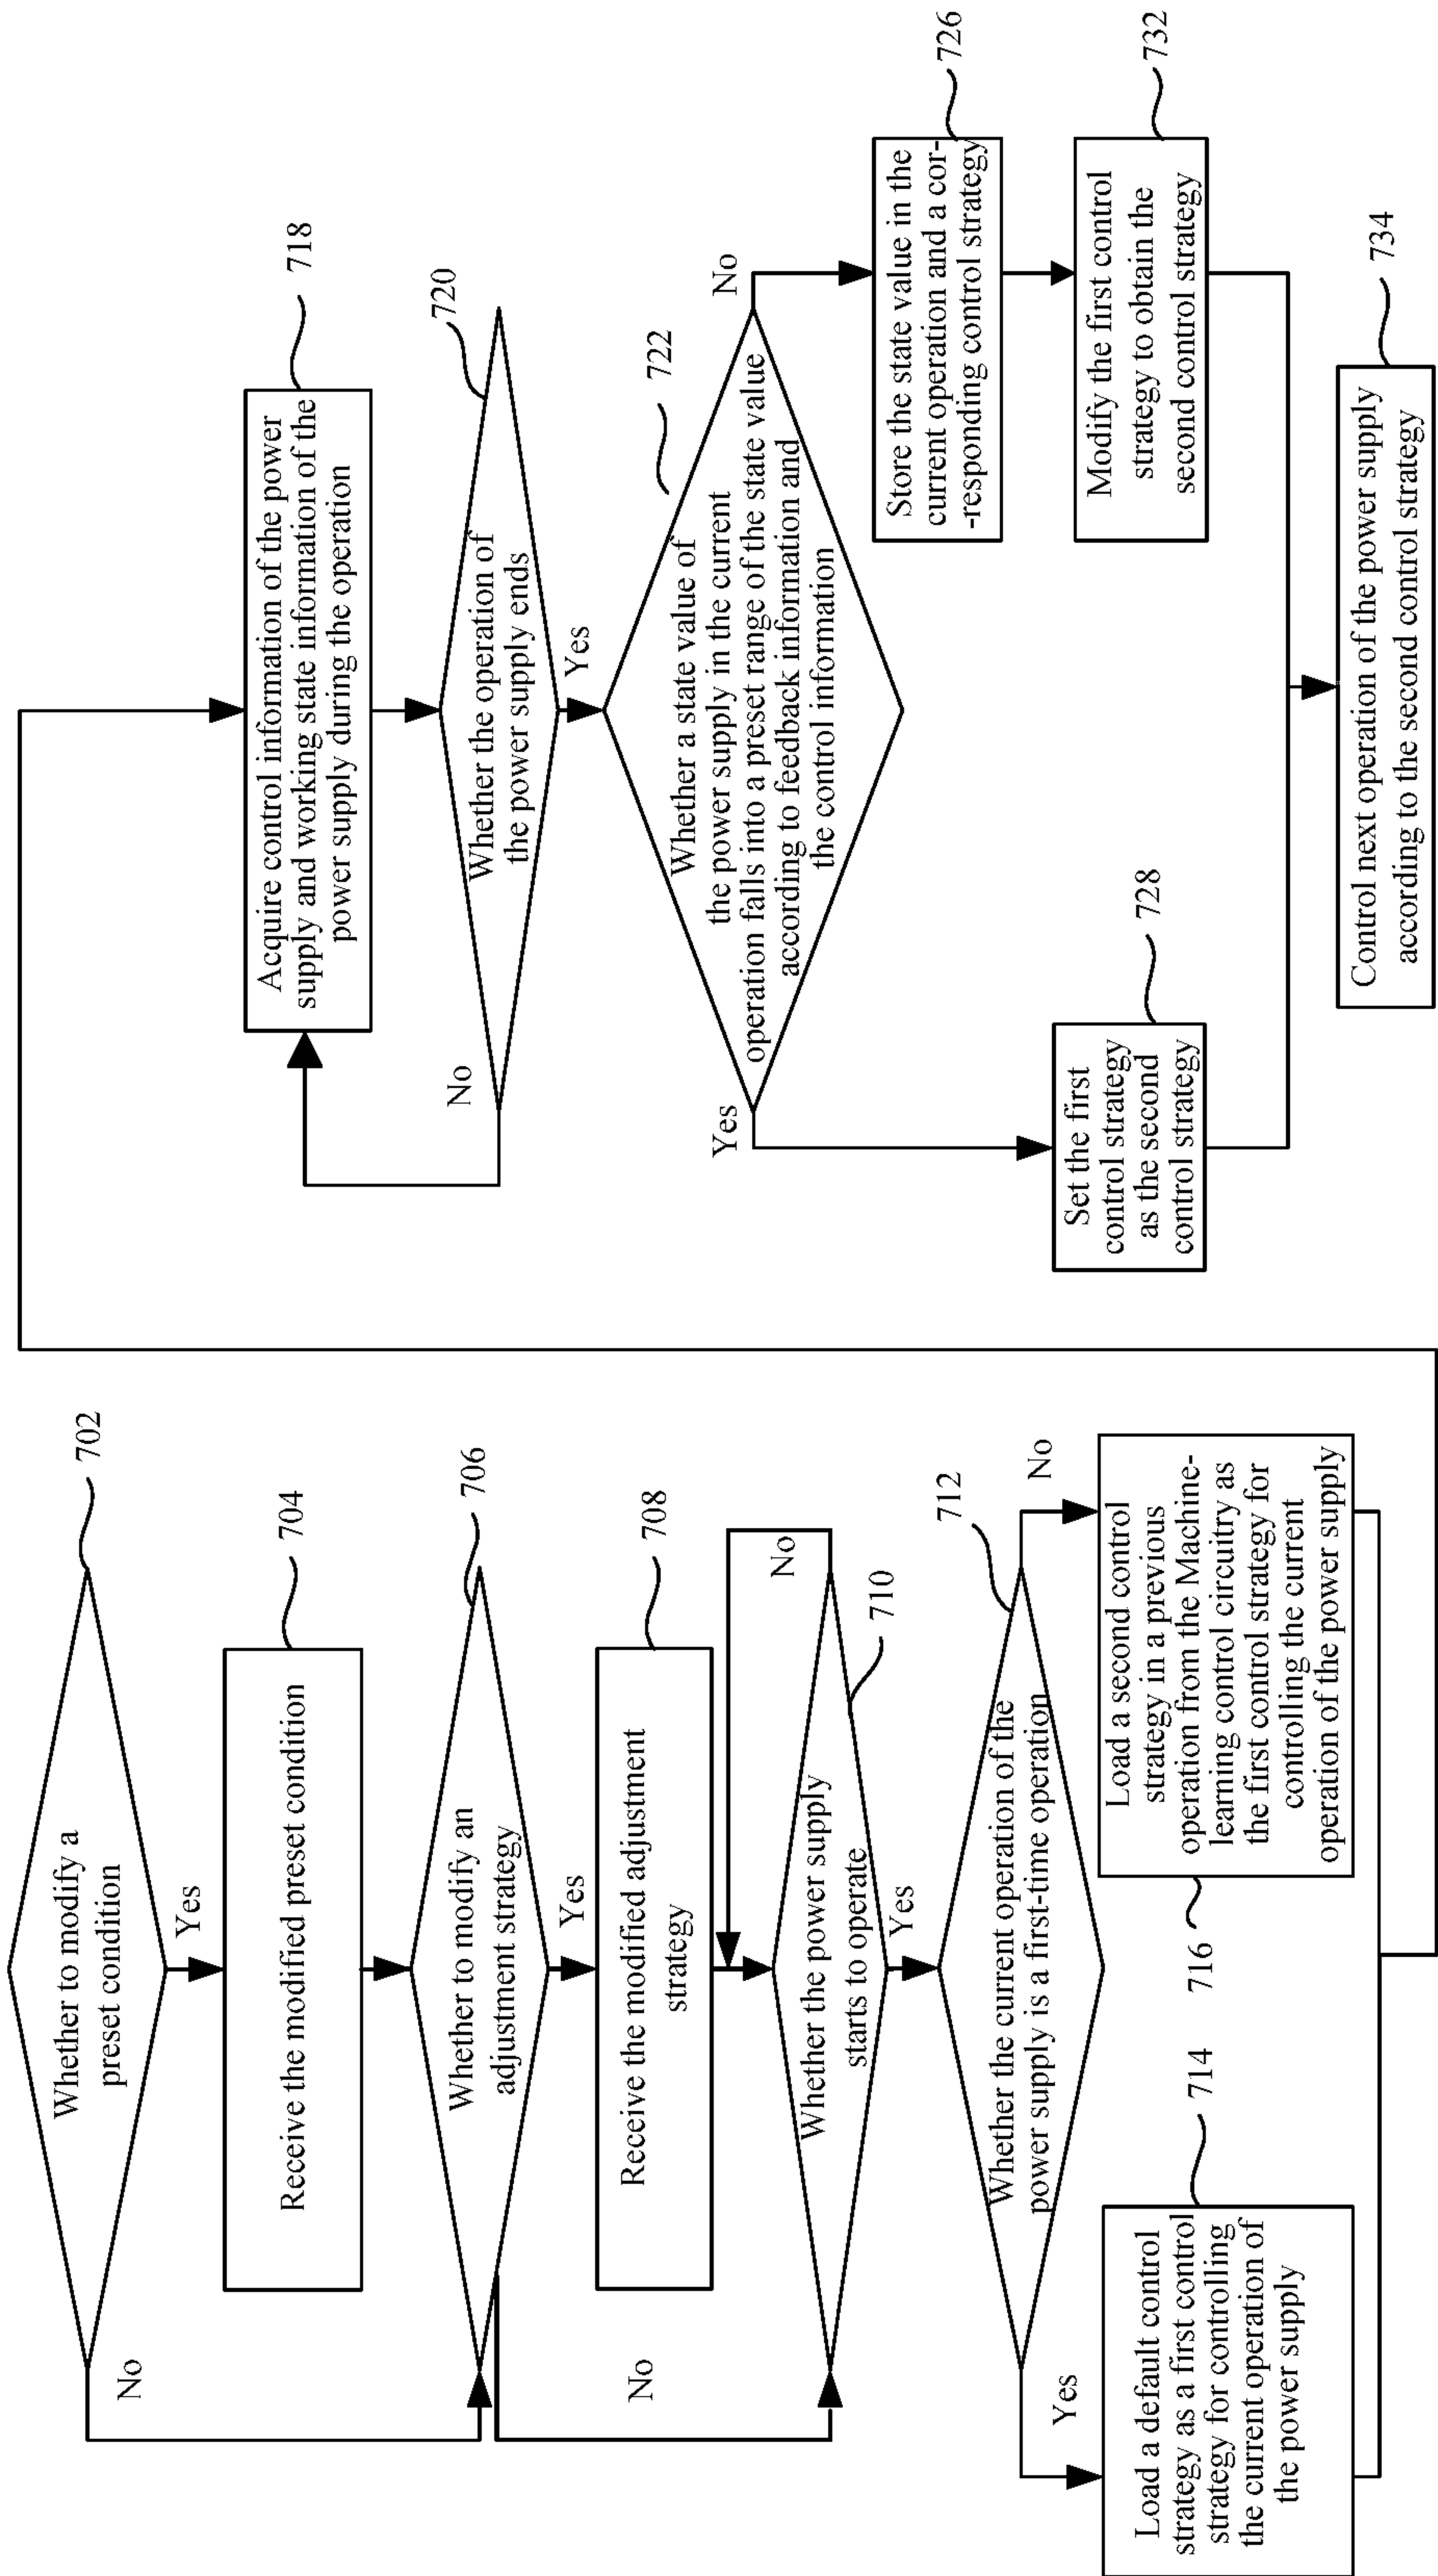 Whether to modify a
preset condition
702
Yes
No
Receive the modified preset condition
704
Whether to modify an
adjustment strategy
706
Yes
No
Receive the modified adjustment
strategy
708
No
Whether the power supply
starts to operate
710
Yes
Whether the current operation of the
power supply is a first-time operation
712
Yes
No
Load a default control
strategy as a first control
strategy for controlling
the current operation of
the power supply
714
Load a second control
strategy in a previous
operation from the Machine-
learning control circuitry as
the first control strategy for
controlling the current
operation of the power supply
716
Acquire control information of the power
supply and working state information of the
power supply during the operation
718
No
Whether the operation of
the power supply ends
720
Yes
Whether a state value of
the power supply in the current
operation falls into a preset range of the state value
according to feedback information and
the control information
722
Yes
No
Store the state value in the
current operation and a cor-
-responding control strategy
726
Set the first
control strategy
as the second
control strategy
728
Modify the first control
strategy to obtain the
second control strategy
732
Control next operation of the power supply
according to the second control strategy
734